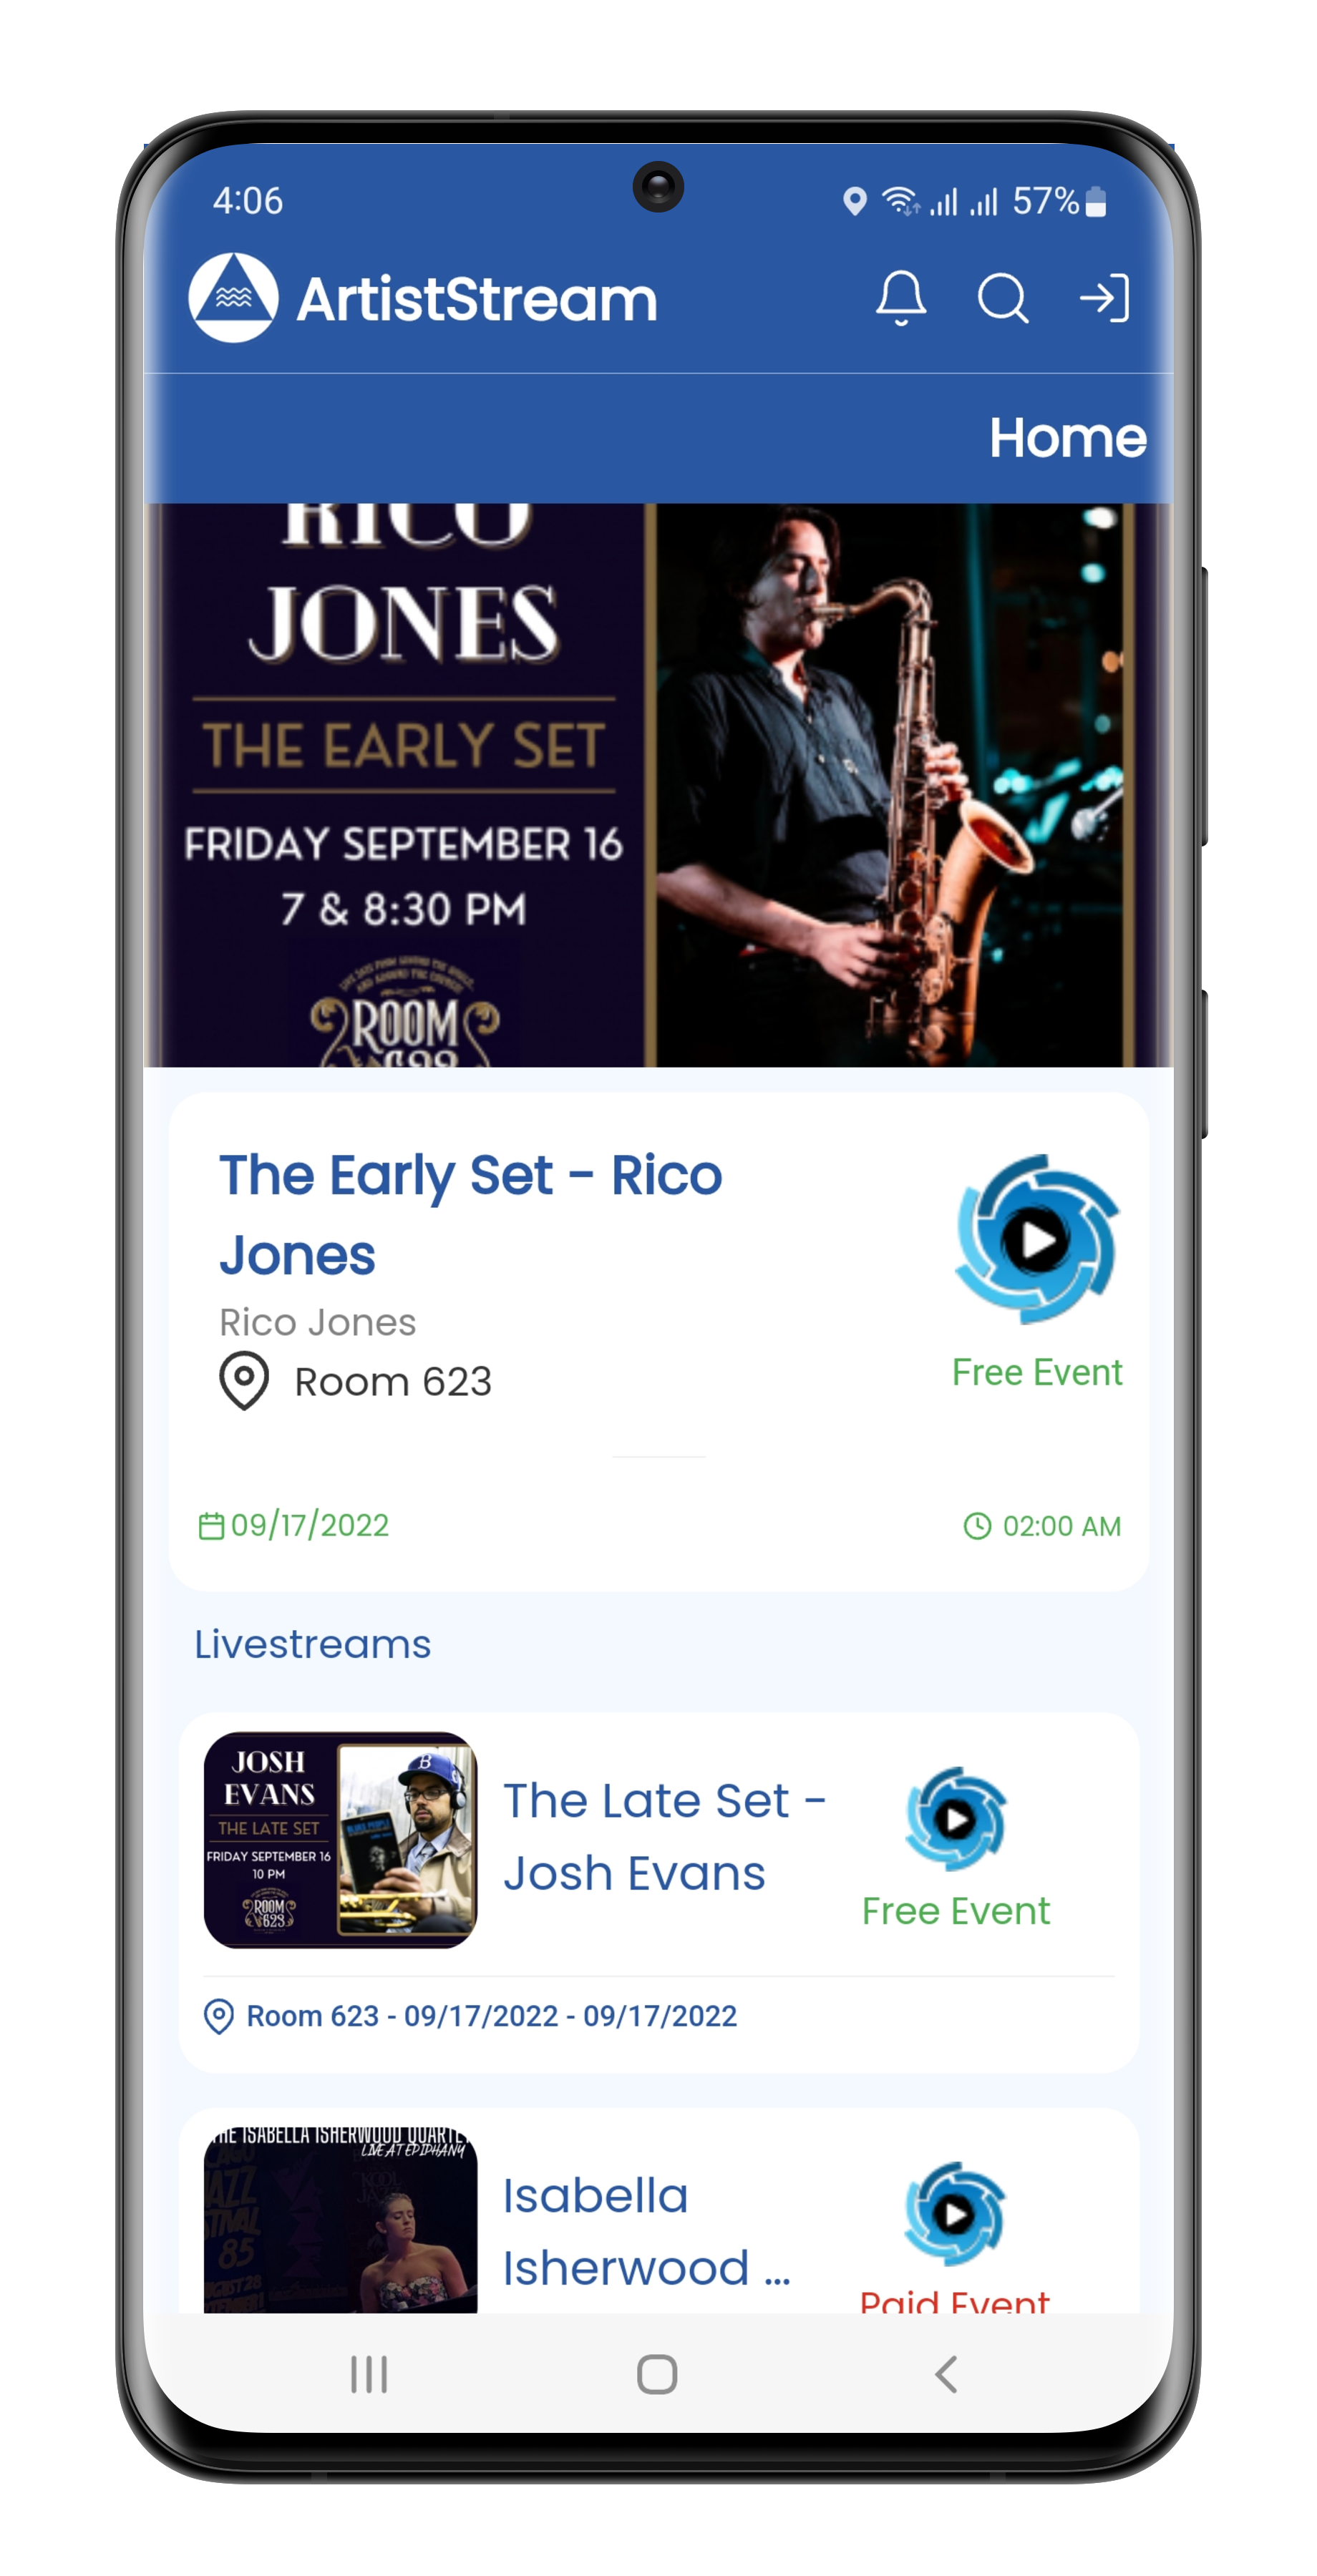 4:06
57%
ArtistStream
Home
RICO
JONES
THE EARLY SET
FRIDAY SEPTEMBER 16
7 & 8:30 PM
ROOM
623
The Early Set - Rico
Jones
Rico Jones
Room 623
Free Event
09/17/2022
02:00 AM
Livestreams
JOSH
EVANS
THE LATE SET
FRIDAY SEPTEMBER 16
10 PM
ROOM
623
B
The Late Set -
Josh Evans
Free Event
Room 623 - 09/17/2022 - 09/17/2022
THE ISABELLA ISHERWOOD QUARTET
LIVE AT EPIPHANY
JAZZ
85
Isabella
Isherwood ...
Paid Event